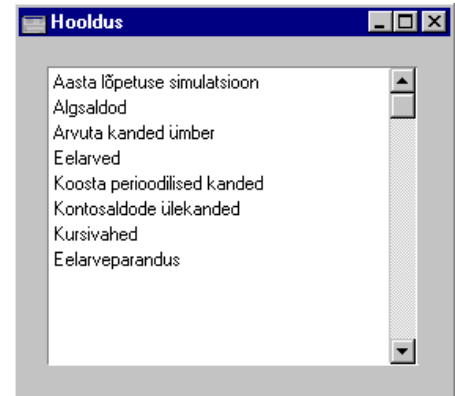 Hooldus
Aasta lõpetuse simulatsioon
Algsaldod
Arvuta kanded ümber
Eelarved
Koosta perioodilised kanded
Kontosaldode ülekanded
Kursivahed
Eelarveparandus